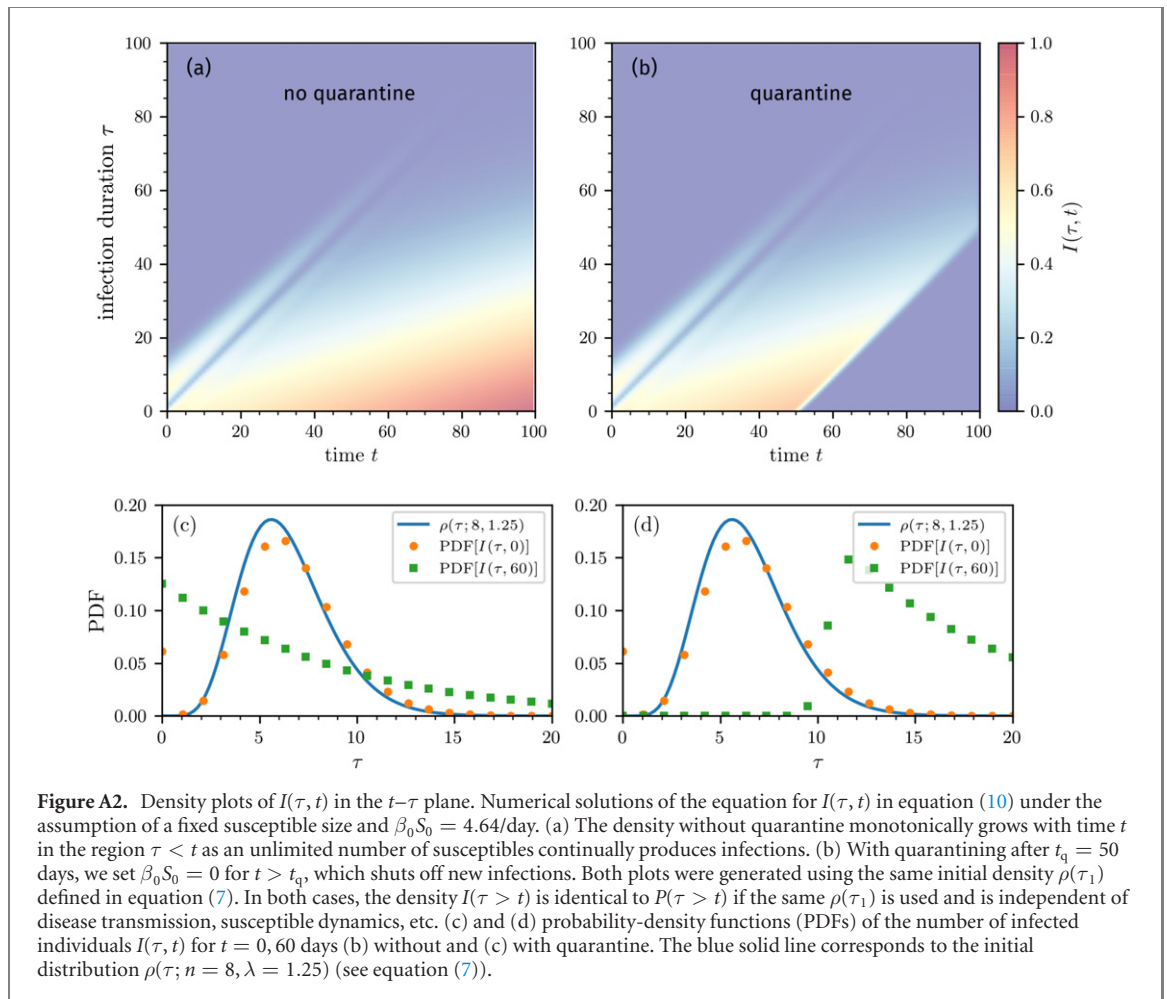 (a)
no quarantine
infection duration τ
100
80
60
40
20
0
0 20 40 60 80 100
time t
(b)
quarantine
100
80
60
40
20
0
0 20 40 60 80 100
time t
1.0
0.8
0.6
0.4
0.2
0.0
I(τ, t)
(c)
ρ(τ; 8, 1.25)
PDF[I(τ, 0)]
PDF[I(τ, 60)]
PDF
0.20
0.15
0.10
0.05
0.00
0 5 10 15 20
τ
(d)
ρ(τ; 8, 1.25)
PDF[I(τ, 0)]
PDF[I(τ, 60)]
0.20
0.15
0.10
0.05
0.00
0 5 10 15 20
τ
Figure A2. Density plots of I(τ, t) in the t–τ plane. Numerical solutions of the equation for I(τ, t) in equation (10) under the
assumption of a fixed susceptible size and β₀S₀ = 4.64/day. (a) The density without quarantine monotonically grows with time t
in the region τ < t as an unlimited number of susceptibles continually produces infections. (b) With quarantining after t_q = 50
days, we set β₀S₀ = 0 for t > t_q, which shuts off new infections. Both plots were generated using the same initial density ρ(τ₁)
defined in equation (7). In both cases, the density I(τ > t) is identical to P(τ > t) if the same ρ(τ₁) is used and is independent of
disease transmission, susceptible dynamics, etc. (c) and (d) probability-density functions (PDFs) of the number of infected
individuals I(τ, t) for t = 0, 60 days (b) without and (c) with quarantine. The blue solid line corresponds to the initial
distribution ρ(τ; n = 8, λ = 1.25) (see equation (7)).